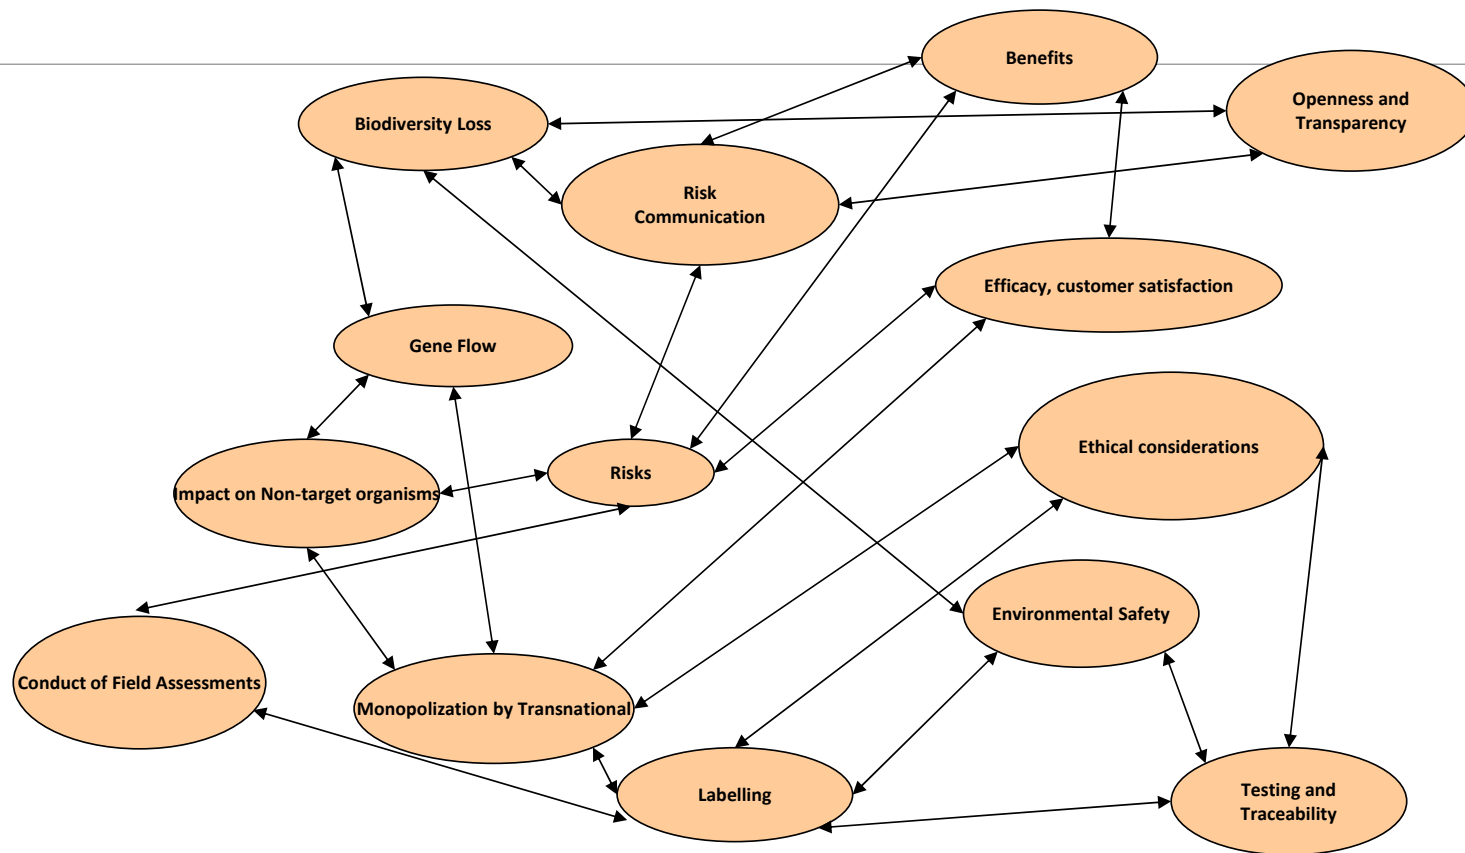 Benefits
Openness and
Transparency
Biodiversity Loss
Risk
Communication
Efficacy, customer satisfaction
Gene Flow
Ethical considerations
Risks
Impact on Non-target organisms
Environmental Safety
Conduct of Field Assessments
Monopolization by Transnational
Labelling
Testing and
Traceability